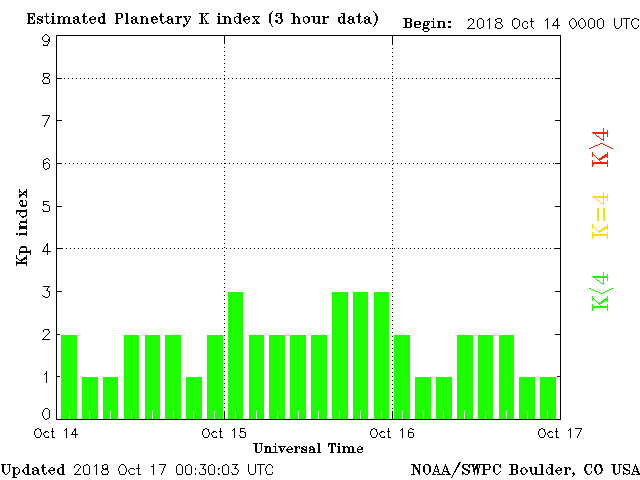 Estimated Planetary K index (3 hour data)
Begin: 2018 Oct 14 0000 UTC
9
8
7
6
5
4
3
2
1
0
Kp index
Oct 14
Oct 15
Oct 16
Oct 17
Universal Time
K>4
K=4
K<4
Updated 2018 Oct 17 00:30:03 UTC
NOAA/SWPC Boulder, CO USA